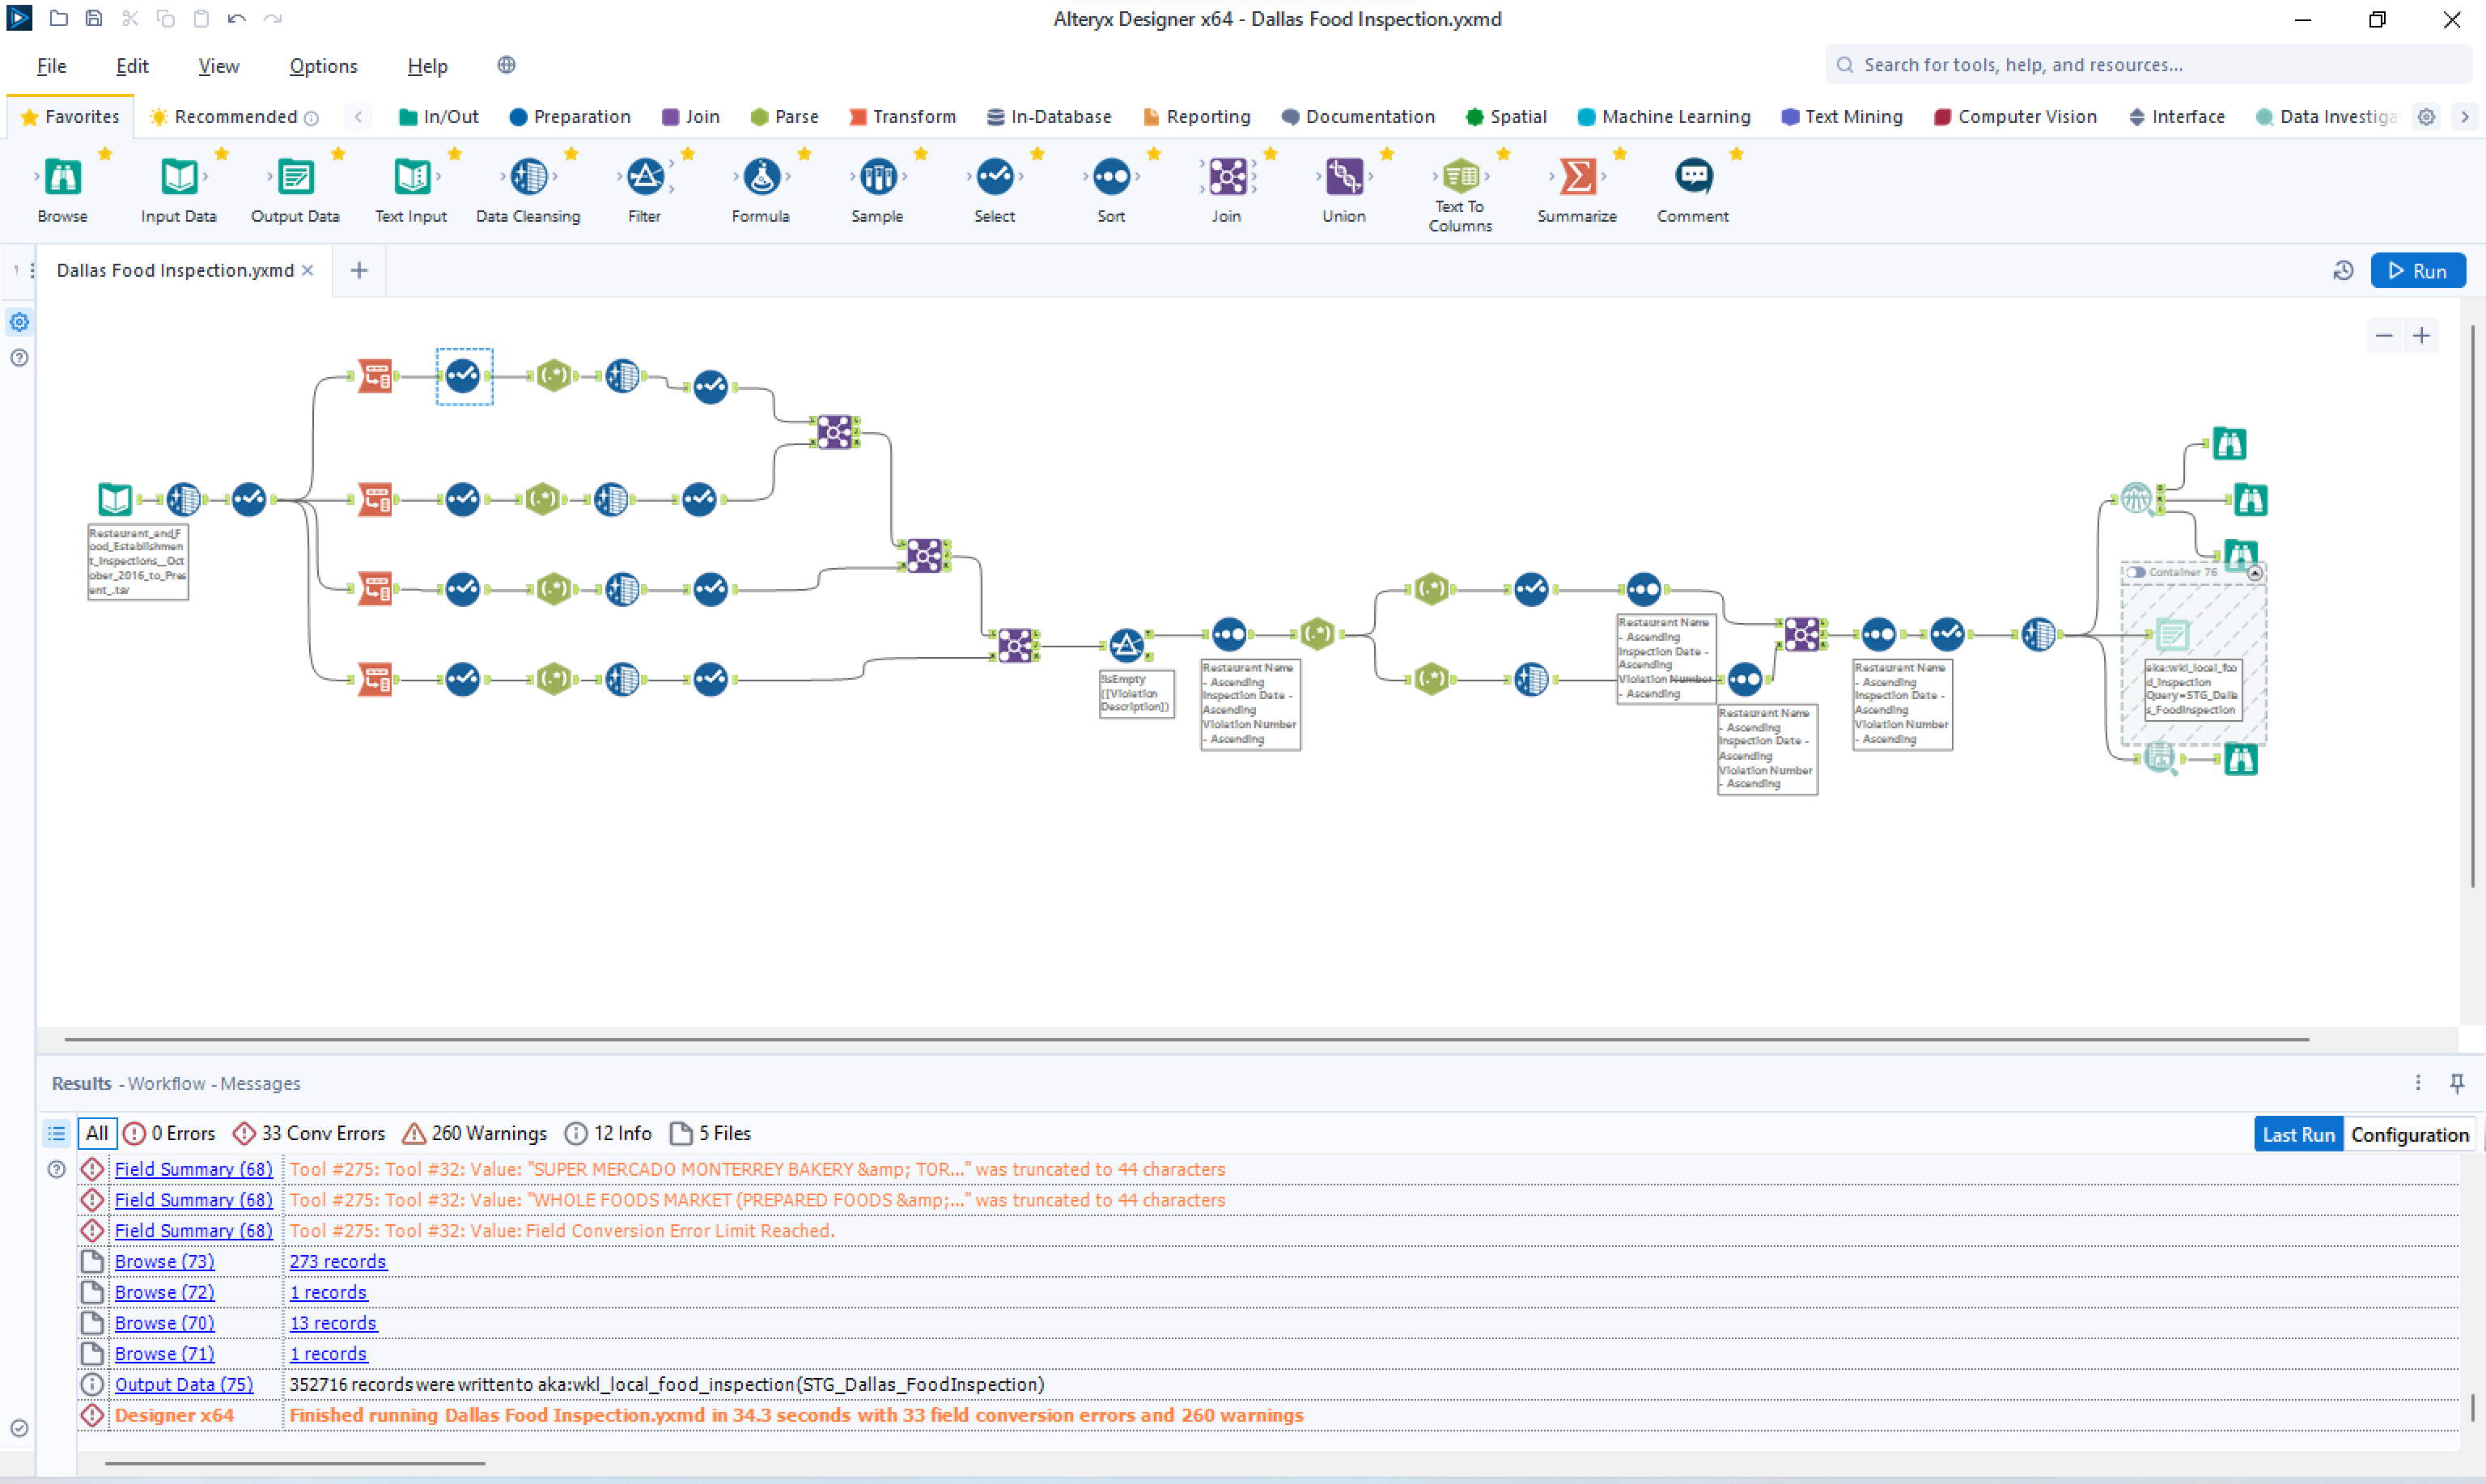 Alteryx Designer x64 - Dallas Food Inspection.yxmd
File Edit View Options Help
Search for tools, help, and resources...
Favorites Recommended In/Out Preparation Join Parse Transform In-Database Reporting Documentation Spatial Machine Learning Text Mining Computer Vision Interface Data Investiga
Browse Input Data Output Data Text Input Data Cleansing Filter Formula Sample Select Sort Join Union Text To Columns Summarize Comment
Dallas Food Inspection.yxmd
Run
Restaurant_and_F
ood_Establishmen
t_Inspections__Oct
ober_2016_to_Pres
ent_.tsv
!IsEmpty
([Violation
Description])
Restaurant Name
- Ascending
Inspection Date -
Ascending
Violation Number
- Ascending
Restaurant Name
- Ascending
Inspection Date -
Ascending
Violation Number
- Ascending
Restaurant Name
- Ascending
Inspection Date -
Ascending
Violation Number
- Ascending
Restaurant Name
- Ascending
Inspection Date -
Ascending
Violation Number
- Ascending
Container 76
aka:wkl_local_foo
d_inspection
Query=STG_Dalla
s_FoodInspection
Results - Workflow - Messages
All 0 Errors 33 Conv Errors 260 Warnings 12 Info 5 Files
Last Run Configuration
Field Summary (68) Tool #275: Tool #32: Value: "SUPER MERCADO MONTERREY BAKERY &amp; TOR..." was truncated to 44 characters
Field Summary (68) Tool #275: Tool #32: Value: "WHOLE FOODS MARKET (PREPARED FOODS &amp;..." was truncated to 44 characters
Field Summary (68) Tool #275: Tool #32: Value: Field Conversion Error Limit Reached.
Browse (73) 273 records
Browse (72) 1 records
Browse (70) 13 records
Browse (71) 1 records
Output Data (75) 352716 records were written to aka:wkl_local_food_inspection (STG_Dallas_FoodInspection)
Designer x64 Finished running Dallas Food Inspection.yxmd in 34.3 seconds with 33 field conversion errors and 260 warnings